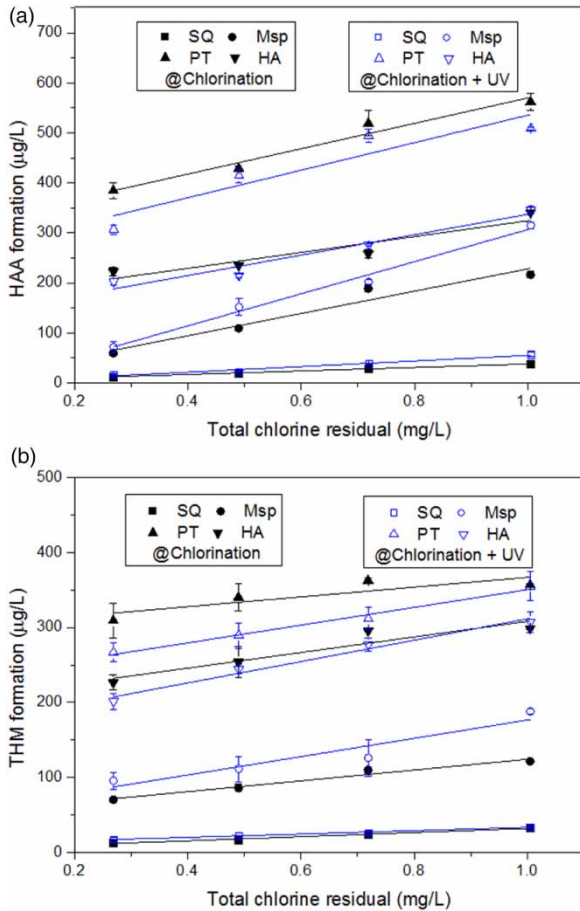 (a)
700
600
500
400
300
200
100
0
HAA formation (µg/L)
SQ Msp
PT HA
@Chlorination
SQ Msp
PT HA
@Chlorination + UV
0.2 0.4 0.6 0.8 1.0
Total chlorine residual (mg/L)
(b)
500
400
300
200
100
0
THM formation (µg/L)
SQ Msp
PT HA
@Chlorination
SQ Msp
PT HA
@Chlorination + UV
0.2 0.4 0.6 0.8 1.0
Total chlorine residual (mg/L)